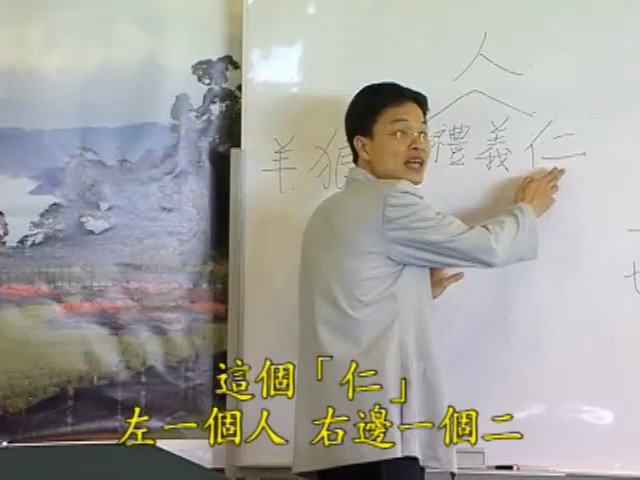 人
羊 狼 禮 義 仁
這個「仁」
左一個人 右邊一個二